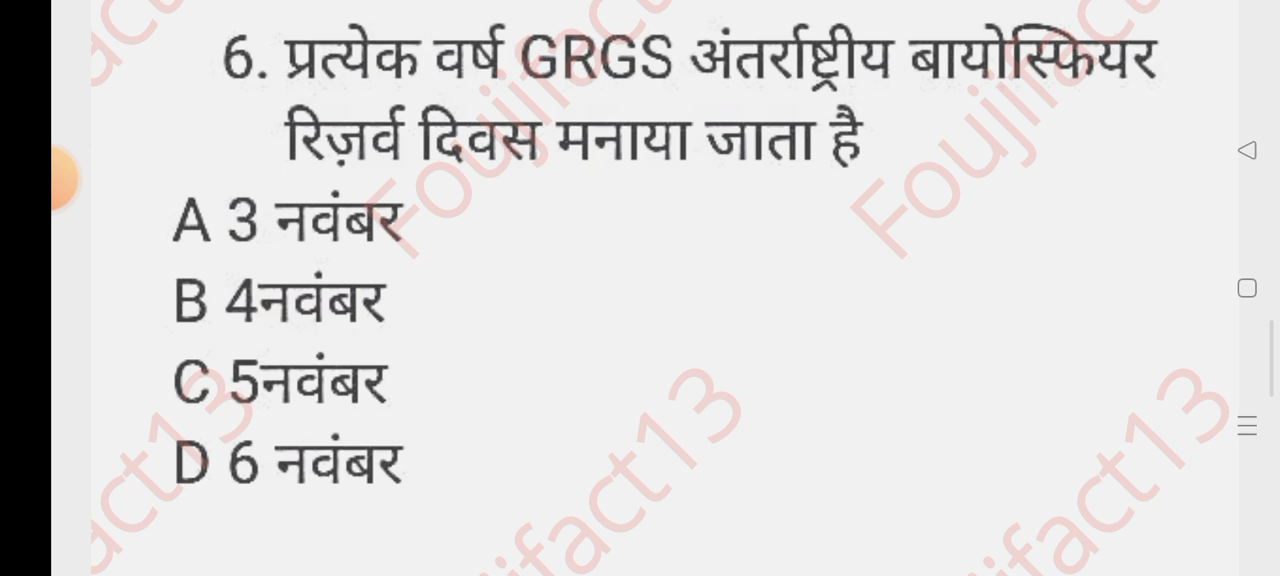 6. प्रत्येक वर्ष GRGS अंतर्राष्ट्रीय बायोस्फियर
रिज़र्व दिवस मनाया जाता है
A 3 नवंबर
B 4नवंबर
C 5नवंबर
D 6 नवंबर